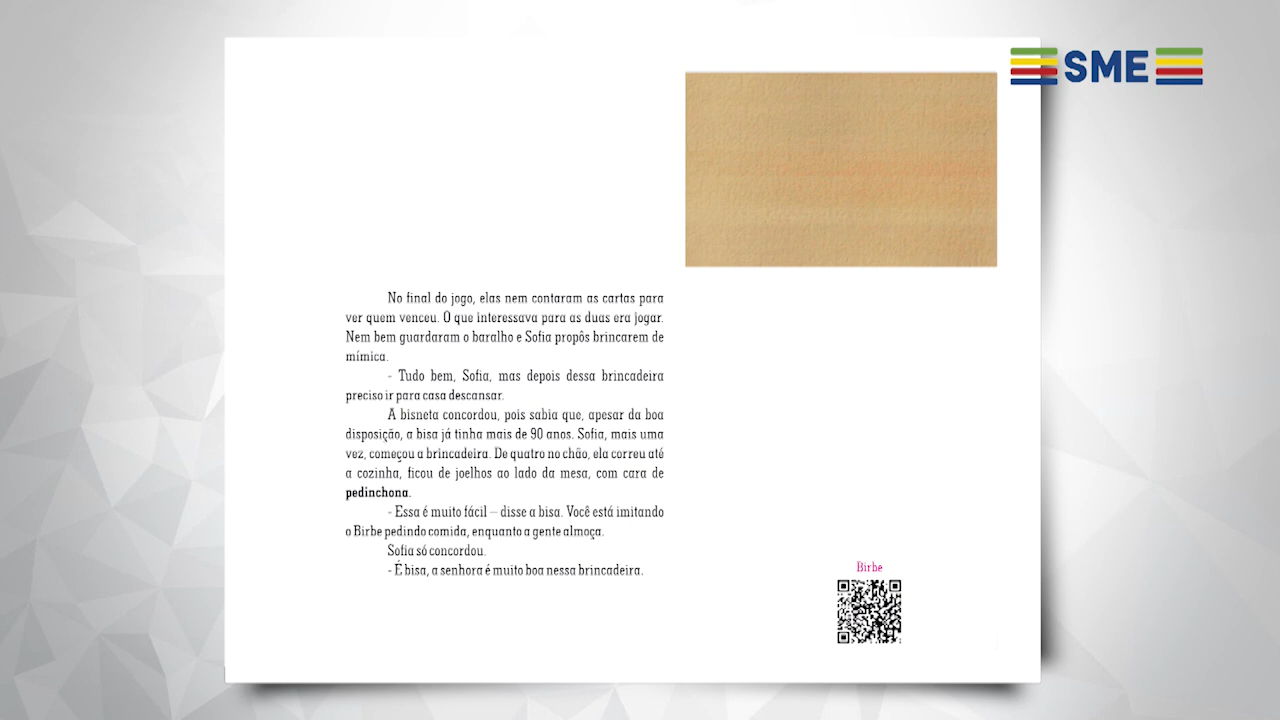 SME
No final do jogo, elas nem contaram as cartas para
ver quem venceu. O que interessava para as duas era jogar.
Nem bem guardaram o baralho e Sofia propôs brincarem de
mímica.
- Tudo bem, Sofia, mas depois dessa brincadeira
preciso ir para casa descansar.
A bisneta concordou, pois sabia que, apesar da boa
disposição, a bisa já tinha mais de 90 anos. Sofia, mais uma
vez, começou a brincadeira. De quatro no chão, ela correu até
a cozinha, ficou de joelhos ao lado da mesa, com cara de
pedinchona.
- Essa é muito fácil – disse a bisa. Você está imitando
o Birbe pedindo comida, enquanto a gente almoça.
Sofia só concordou.
- É bisa, a senhora é muito boa nessa brincadeira.
Birbe